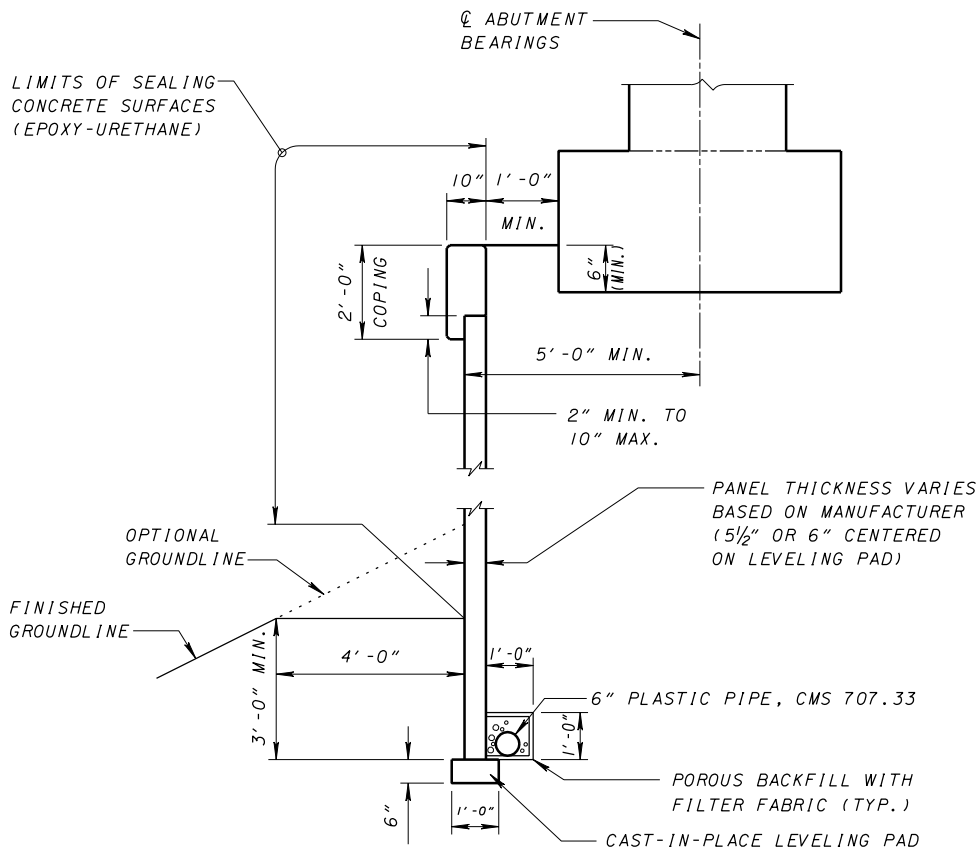 ℄ ABUTMENT
BEARINGS
LIMITS OF SEALING
CONCRETE SURFACES
(EPOXY-URETHANE)
10"
1'-0"
MIN.
6"
(MIN.)
2'-0"
COPING
5'-0" MIN.
2" MIN. TO
10" MAX.
PANEL THICKNESS VARIES
BASED ON MANUFACTURER
(5½" OR 6" CENTERED
ON LEVELING PAD)
OPTIONAL
GROUNDLINE
FINISHED
GROUNDLINE
3'-0" MIN.
4'-0"
1'-0"
6" PLASTIC PIPE, CMS 707.33
1'-0"
POROUS BACKFILL WITH
FILTER FABRIC (TYP.)
6"
1'-0"
CAST-IN-PLACE LEVELING PAD